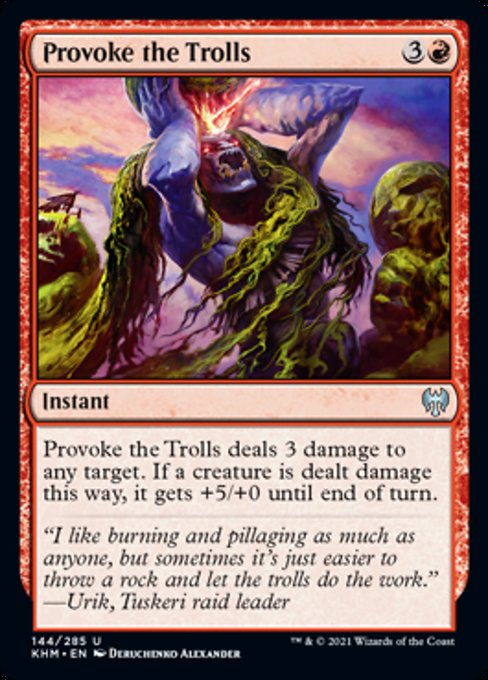 Provoke the Trolls 3
Instant
Provoke the Trolls deals 3 damage to
any target. If a creature is dealt damage
this way, it gets +5/+0 until end of turn.
“I like burning and pillaging as much as
anyone, but sometimes it’s just easier to
throw a rock and let the trolls do the work.”
—Urik, Tuskeri raid leader
144/285 U
KHM • EN Deruchenko Alexander
™ & © 2021 Wizards of the Coast